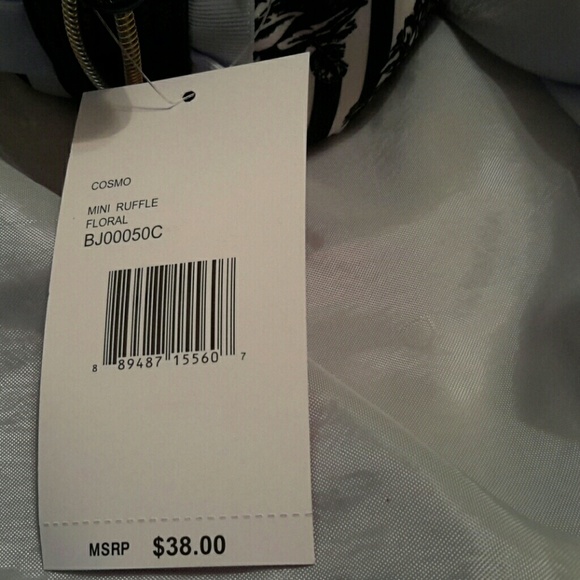 COSMO
MINI RUFFLE
FLORAL
BJ00050C
8 89487 15560 7
MSRP $38.00